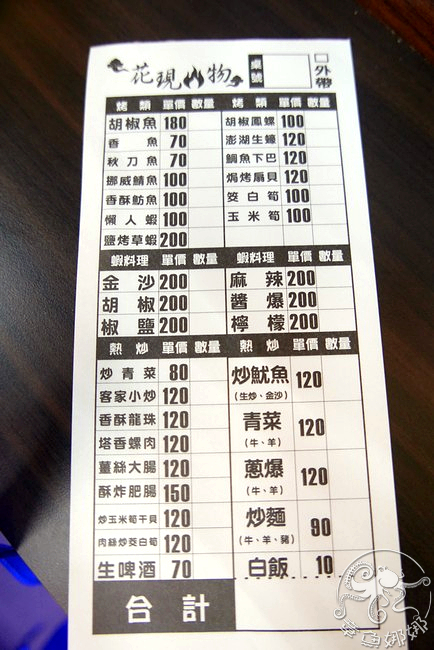 花現火物
桌號
外帶
烤類 單價 數量 烤類 單價 數量
胡椒魚 180 胡椒鳳螺 100
香魚 70 澎湖生蠔 120
秋刀魚 70 鯛魚下巴 120
挪威鯖魚 100 焗烤扇貝 120
香酥魴魚 100 筊白筍 100
懶人蝦 100 玉米筍 100
鹽烤草蝦 200
蝦料理 單價 數量 蝦料理 單價 數量
金沙 200 麻辣 200
胡椒 200 醬爆 200
椒鹽 200 檸檬 200
熱炒 單價 數量 熱炒 單價 數量
炒青菜 80
客家小炒 120
香酥龍珠 120
塔香螺肉 120
薑絲大腸 120
酥炸肥腸 150
炒玉米筍干貝 120
肉絲炒茭白筍 120
生啤酒 70
炒魷魚 120
(生炒、金沙)
青菜 120
(牛、羊)
蔥爆 120
(牛、羊)
炒麵 90
(牛、羊、豬)
白飯 10
合計